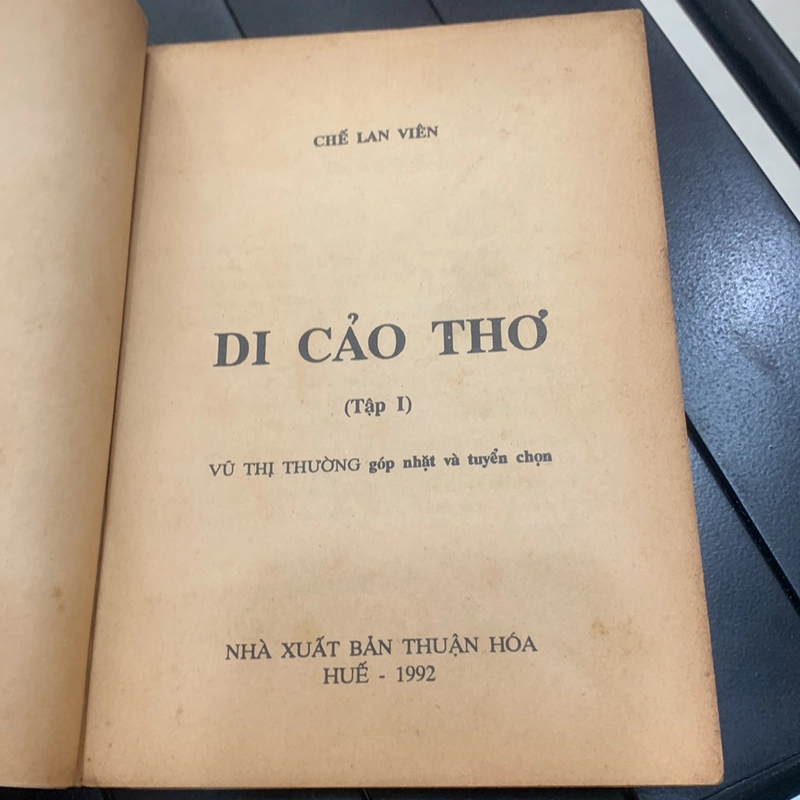 CHẾ LAN VIÊN
DI CẢO THƠ
(Tập I)
VŨ THỊ THƯỜNG góp nhặt và tuyển chọn
NHÀ XUẤT BẢN THUẬN HÓA
HUẾ - 1992